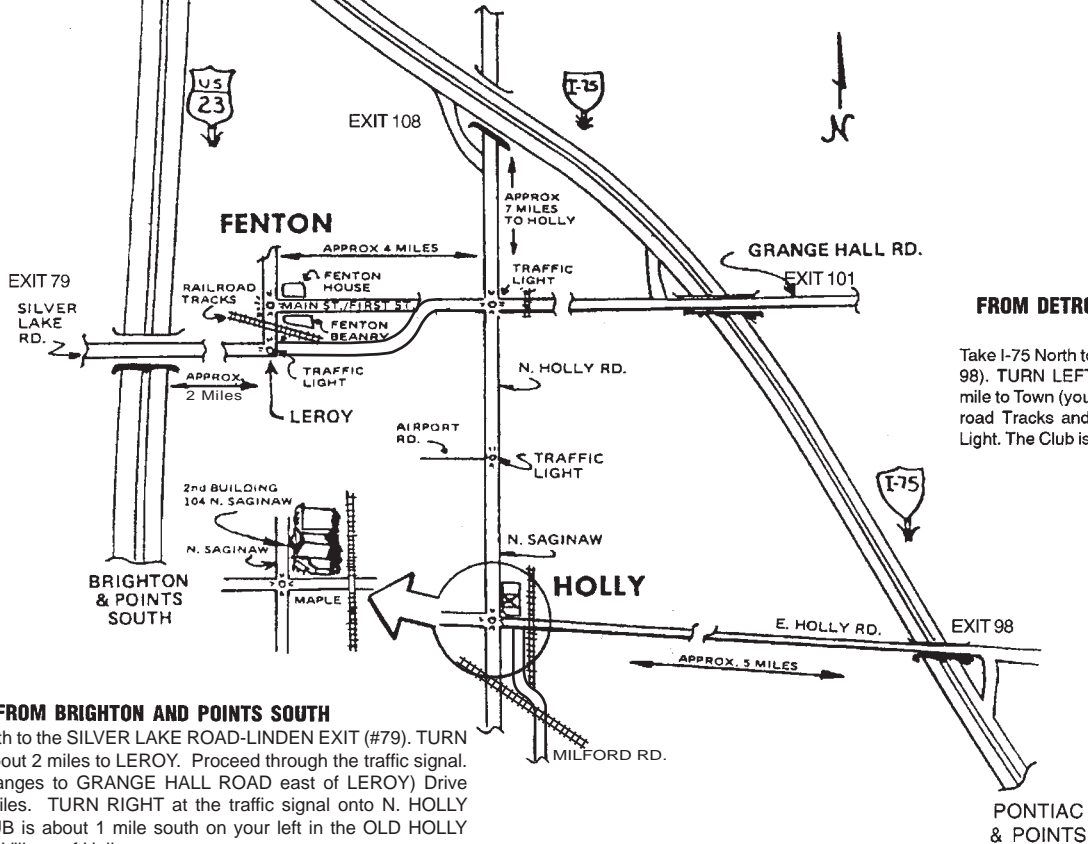 US
23
I-75
EXIT 108
N
APPROX
7 MILES
TO HOLLY
FENTON
APPROX 4 MILES
GRANGE HALL RD.
EXIT 101
EXIT 79
SILVER
LAKE
RD.
RAILROAD
TRACKS
FENTON
HOUSE
TRAFFIC
LIGHT
MAIN ST./FIRST ST
FENTON
BEANRY
APPROX.
2 Miles
TRAFFIC
LIGHT
LEROY
N. HOLLY RD.
FROM DETRO
Take I-75 North to
98). TURN LEFT
mile to Town (you
road Tracks and
Light. The Club is
AIRPORT
RD.
TRAFFIC
LIGHT
I-75
2nd BUILDING
104 N. SAGINAW
N. SAGINAW
N. SAGINAW
BRIGHTON
& POINTS
SOUTH
MAPLE
HOLLY
E. HOLLY RD.
EXIT 98
APPROX. 5 MILES
MILFORD RD.
FROM BRIGHTON AND POINTS SOUTH
th to the SILVER LAKE ROAD-LINDEN EXIT (#79). TURN
out 2 miles to LEROY. Proceed through the traffic signal.
anges to GRANGE HALL ROAD east of LEROY) Drive
iles. TURN RIGHT at the traffic signal onto N. HOLLY
UB is about 1 mile south on your left in the OLD HOLLY
PONTIAC
& POINTS